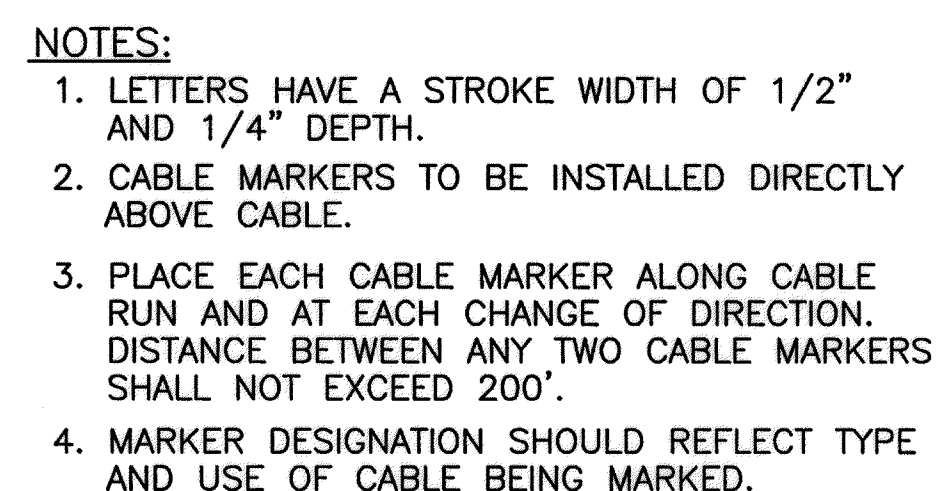 NOTES:
1. LETTERS HAVE A STROKE WIDTH OF 1/2"
AND 1/4" DEPTH.
2. CABLE MARKERS TO BE INSTALLED DIRECTLY
ABOVE CABLE.
3. PLACE EACH CABLE MARKER ALONG CABLE
RUN AND AT EACH CHANGE OF DIRECTION.
DISTANCE BETWEEN ANY TWO CABLE MARKERS
SHALL NOT EXCEED 200'.
4. MARKER DESIGNATION SHOULD REFLECT TYPE
AND USE OF CABLE BEING MARKED.